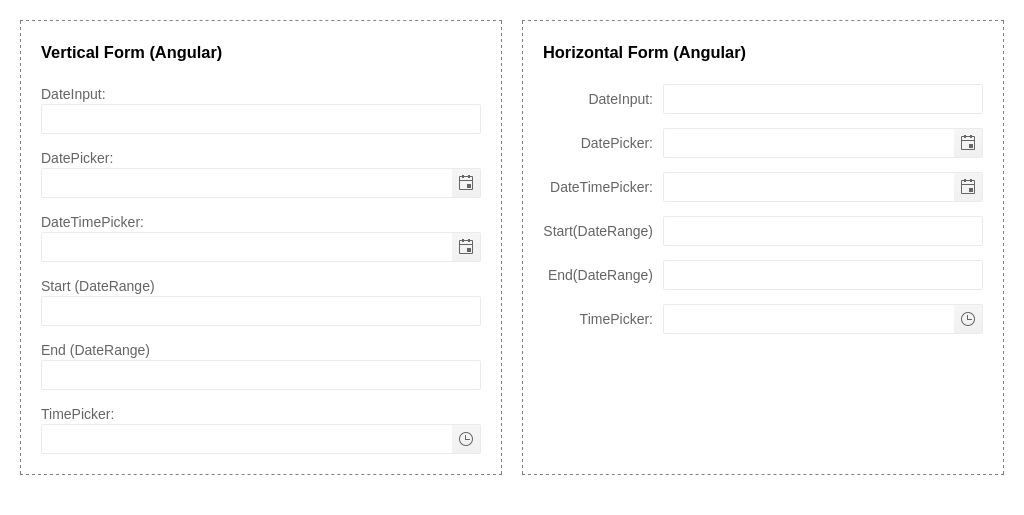 Vertical Form (Angular)
DateInput:
DatePicker:
DateTimePicker:
Start (DateRange)
End (DateRange)
TimePicker:
Horizontal Form (Angular)
DateInput:
DatePicker:
DateTimePicker:
Start(DateRange)
End(DateRange)
TimePicker: